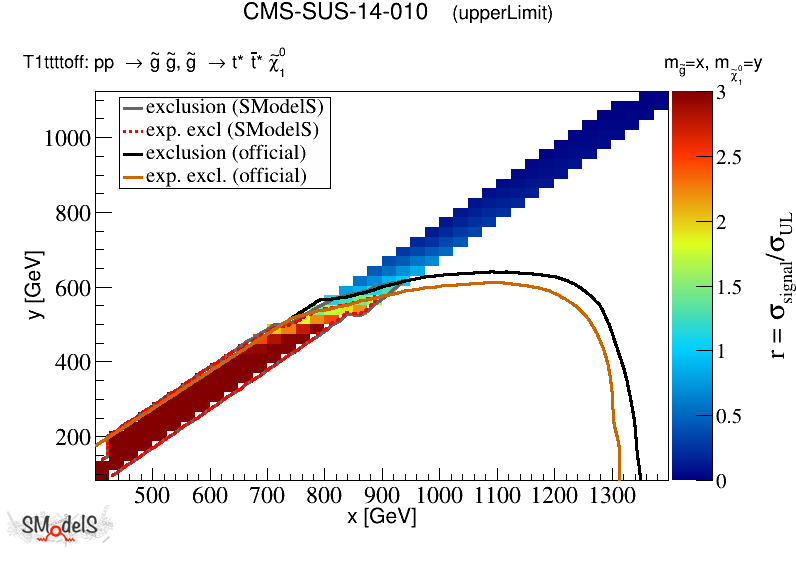 CMS-SUS-14-010 (upperLimit)
T1ttttoff: pp → g̃ g̃, g̃ → t* t̄* χ̃⁰₁
m_g̃=x, m_χ̃⁰₁=y
exclusion (SModelS)
exp. excl (SModelS)
exclusion (official)
exp. excl. (official)
y [GeV]
1000
800
600
400
200
500 600 700 800 900 1000 1100 1200 1300
x [GeV]
3
2.5
2
1.5
1
0.5
0
r = σ_signal/σ_UL
SModelS